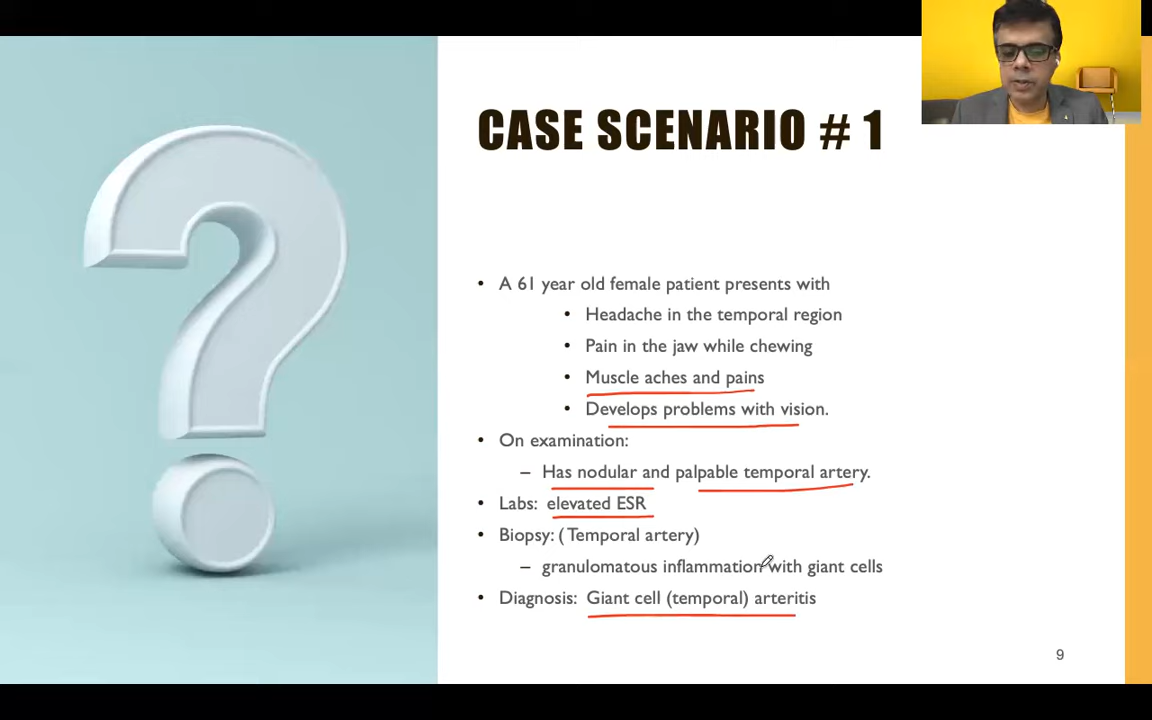 CASE SCENARIO # 1
• A 61 year old female patient presents with
• Headache in the temporal region
• Pain in the jaw while chewing
• Muscle aches and pains
• Develops problems with vision.
• On examination:
– Has nodular and palpable temporal artery.
• Labs: elevated ESR
• Biopsy: ( Temporal artery)
– granulomatous inflammation with giant cells
• Diagnosis: Giant cell (temporal) arteritis
9